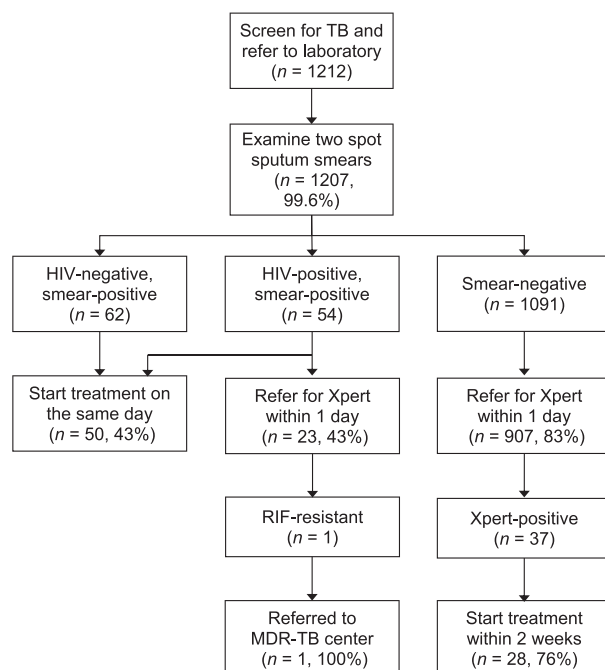 Screen for TB and
refer to laboratory
(n = 1212)
Examine two spot
sputum smears
(n = 1207,
99.6%)
HIV-negative,
smear-positive
(n = 62)
HIV-positive,
smear-positive
(n = 54)
Smear-negative
(n = 1091)
Start treatment on
the same day
(n = 50, 43%)
Refer for Xpert
within 1 day
(n = 23, 43%)
Refer for Xpert
within 1 day
(n = 907, 83%)
RIF-resistant
(n = 1)
Xpert-positive
(n = 37)
Referred to
MDR-TB center
(n = 1, 100%)
Start treatment
within 2 weeks
(n = 28, 76%)